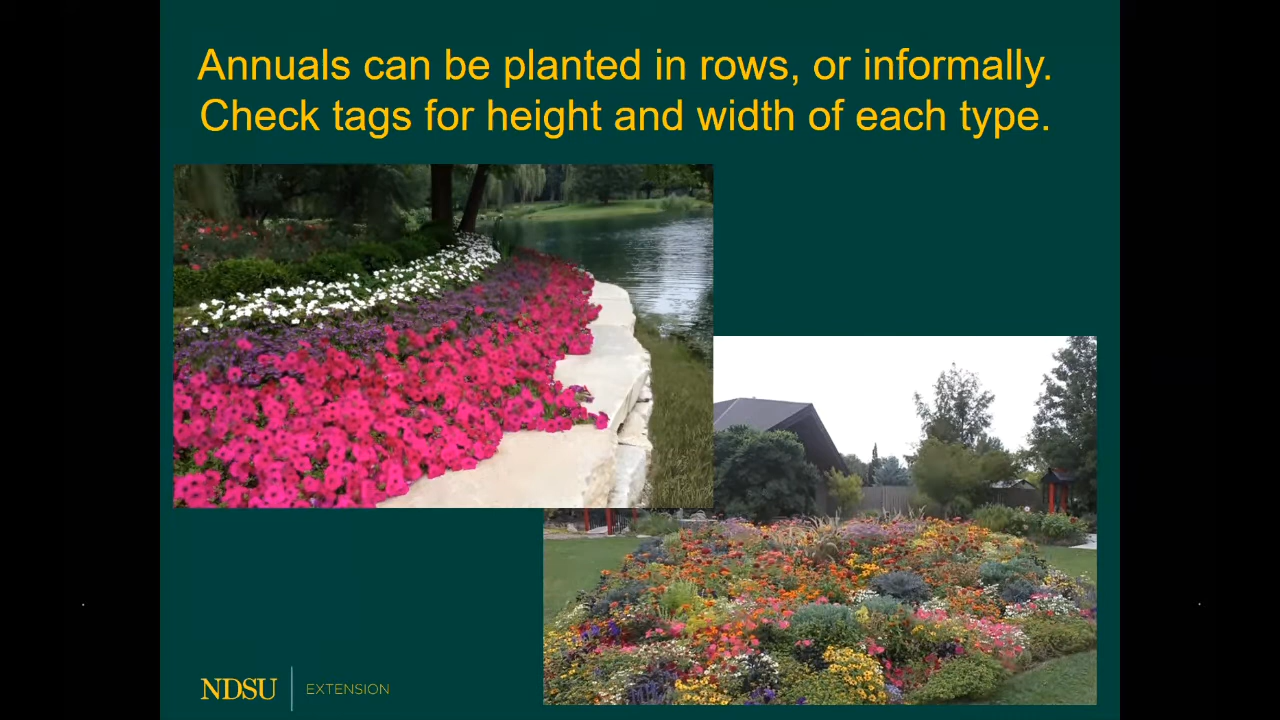 Annuals can be planted in rows, or informally.
Check tags for height and width of each type.
NDSU EXTENSION